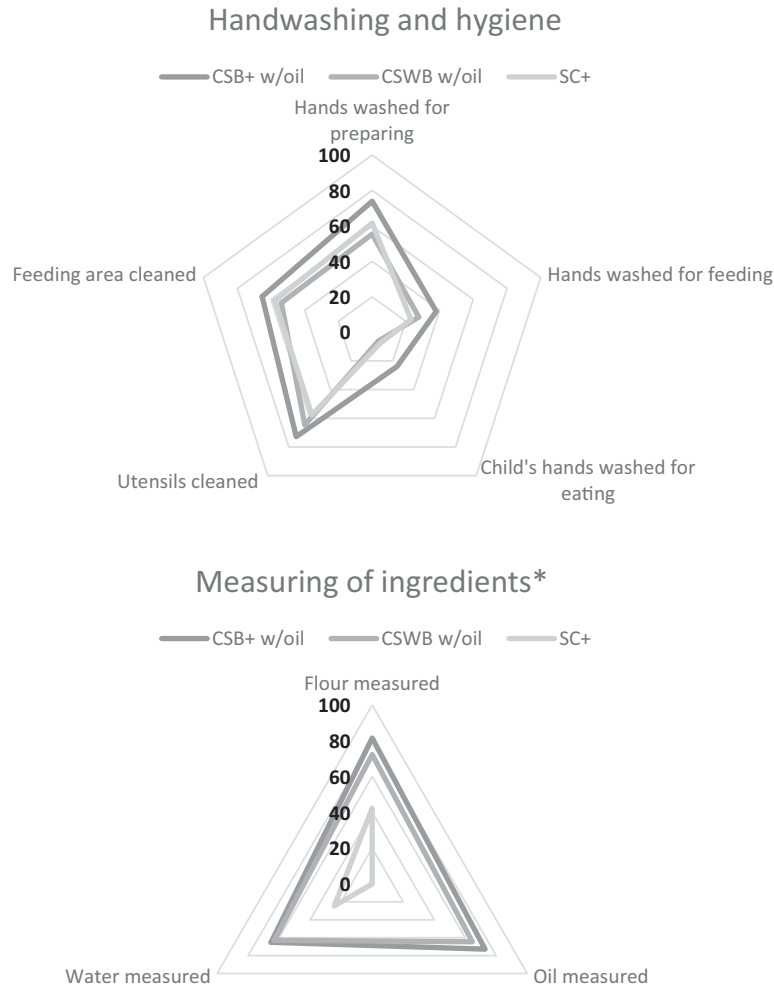 Handwashing and hygiene
CSB+ w/oil CSWB w/oil SC+
Hands washed for
preparing
100
80
60
40
20
0
Feeding area cleaned
Hands washed for feeding
Utensils cleaned
Child's hands washed for
eating
Measuring of ingredients*
CSB+ w/oil CSWB w/oil SC+
Flour measured
100
80
60
40
20
0
Water measured
Oil measured